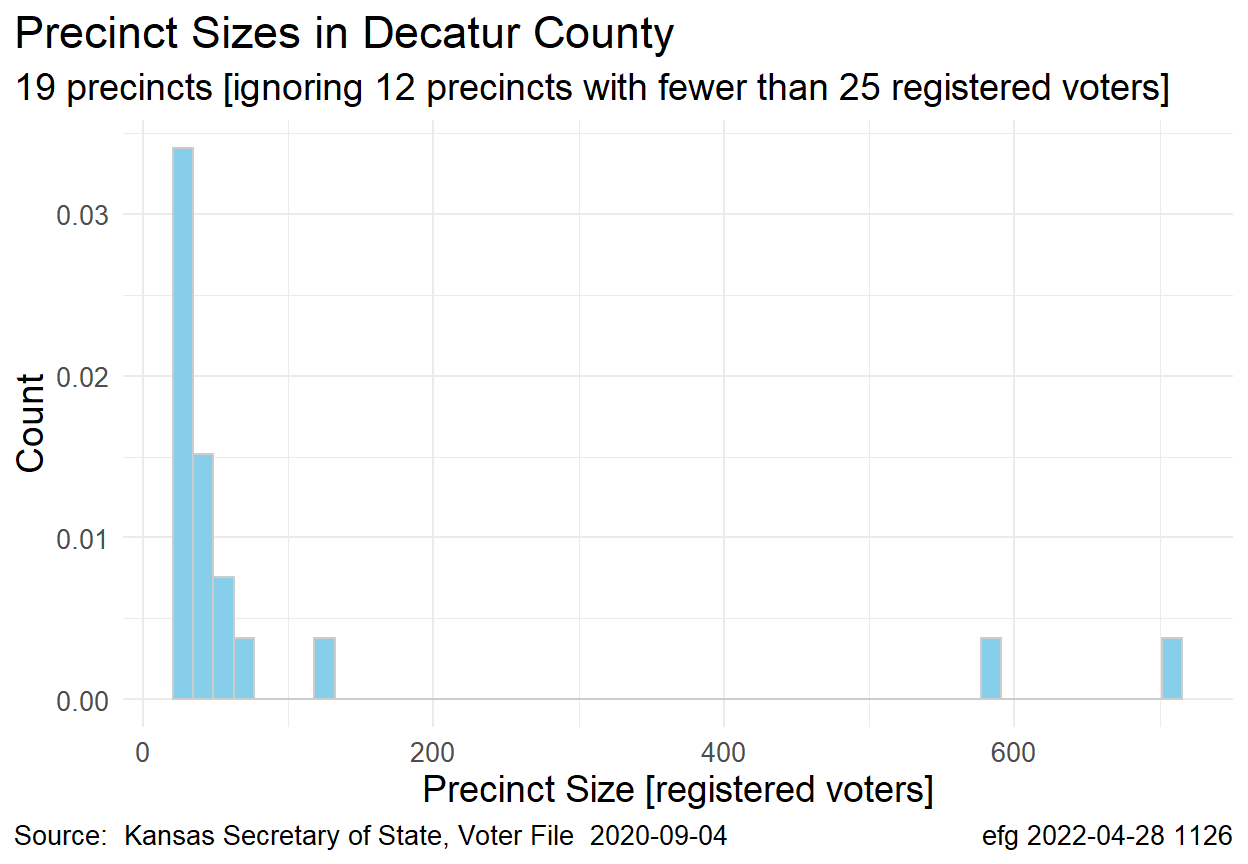 Precinct Sizes in Decatur County
19 precincts [ignoring 12 precincts with fewer than 25 registered voters]
Count
0.03
0.02
0.01
0.00
0 200 400 600
Precinct Size [registered voters]
Source:  Kansas Secretary of State, Voter File  2020-09-04 efg 2022-04-28 1126